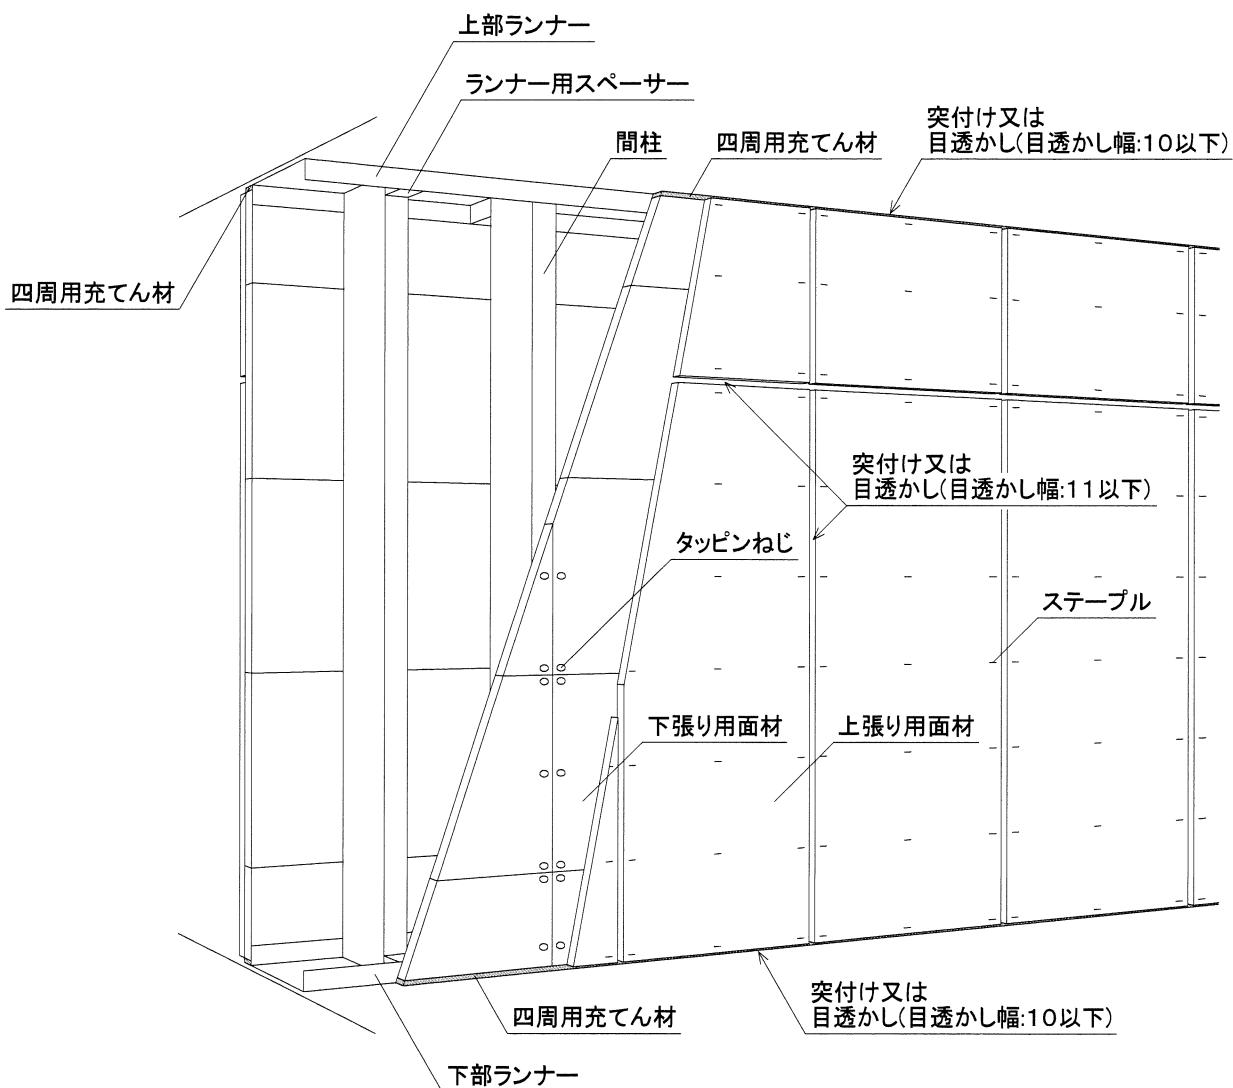 上部ランナー
ランナー用スペーサー
間柱
四周用充てん材
突付け又は
目透かし(目透かし幅:10以下)
四周用充てん材
突付け又は
目透かし(目透かし幅:11以下)
タッピンねじ
ステープル
下張り用面材
上張り用面材
突付け又は
目透かし(目透かし幅:10以下)
四周用充てん材
下部ランナー